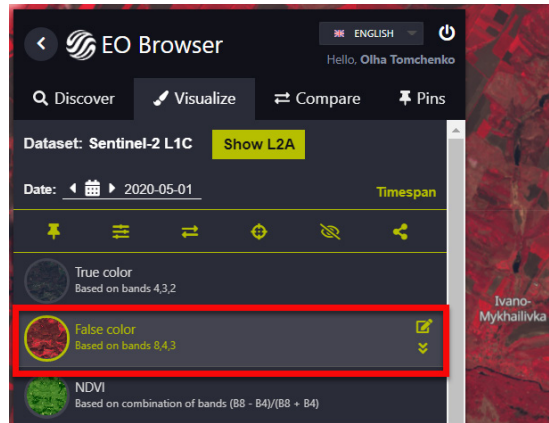 EO Browser
ENGLISH
Hello, Olha Tomchenko
Discover Visualize Compare Pins
Dataset: Sentinel-2 L1C Show L2A
Date: 2020-05-01 Timespan
True color
Based on bands 4,3,2
False color
Based on bands 8,4,3
NDVI
Based on combination of bands (B8 - B4)/(B8 + B4)
Ivano-
Mykhailivka